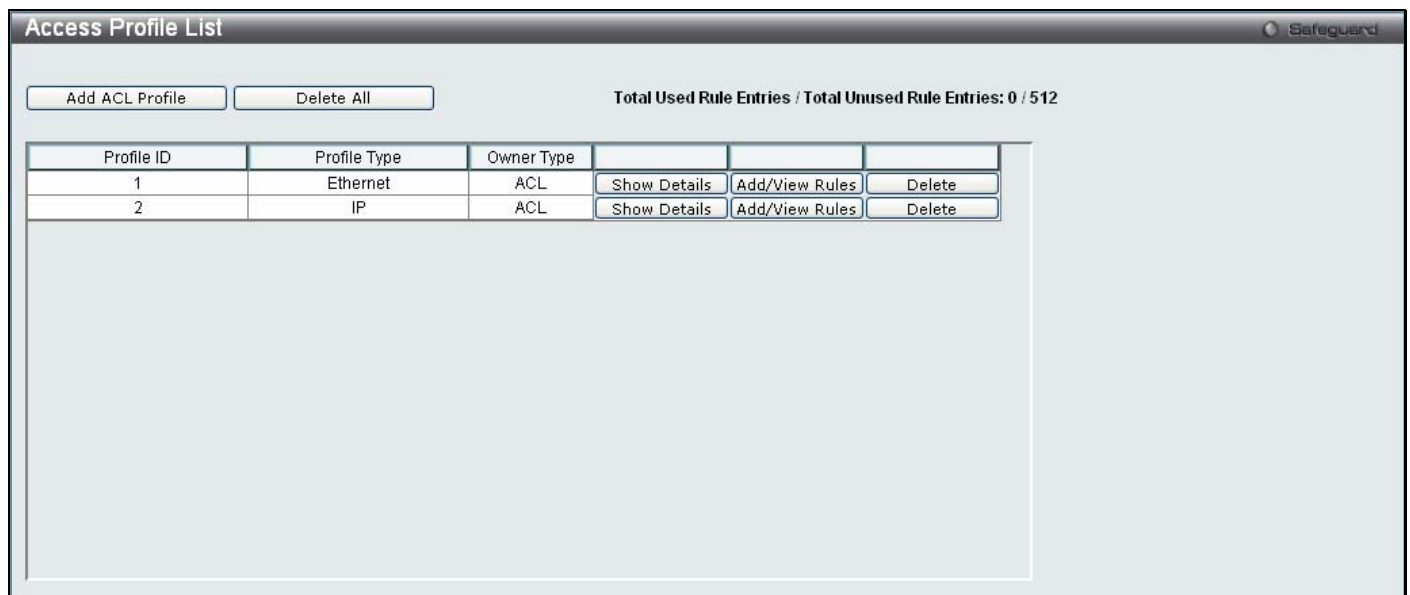 Access Profile List
Safeguard
Add ACL Profile Delete All Total Used Rule Entries / Total Unused Rule Entries: 0 / 512
Profile ID Profile Type Owner Type
1 Ethernet ACL Show Details Add/View Rules Delete
2 IP ACL Show Details Add/View Rules Delete